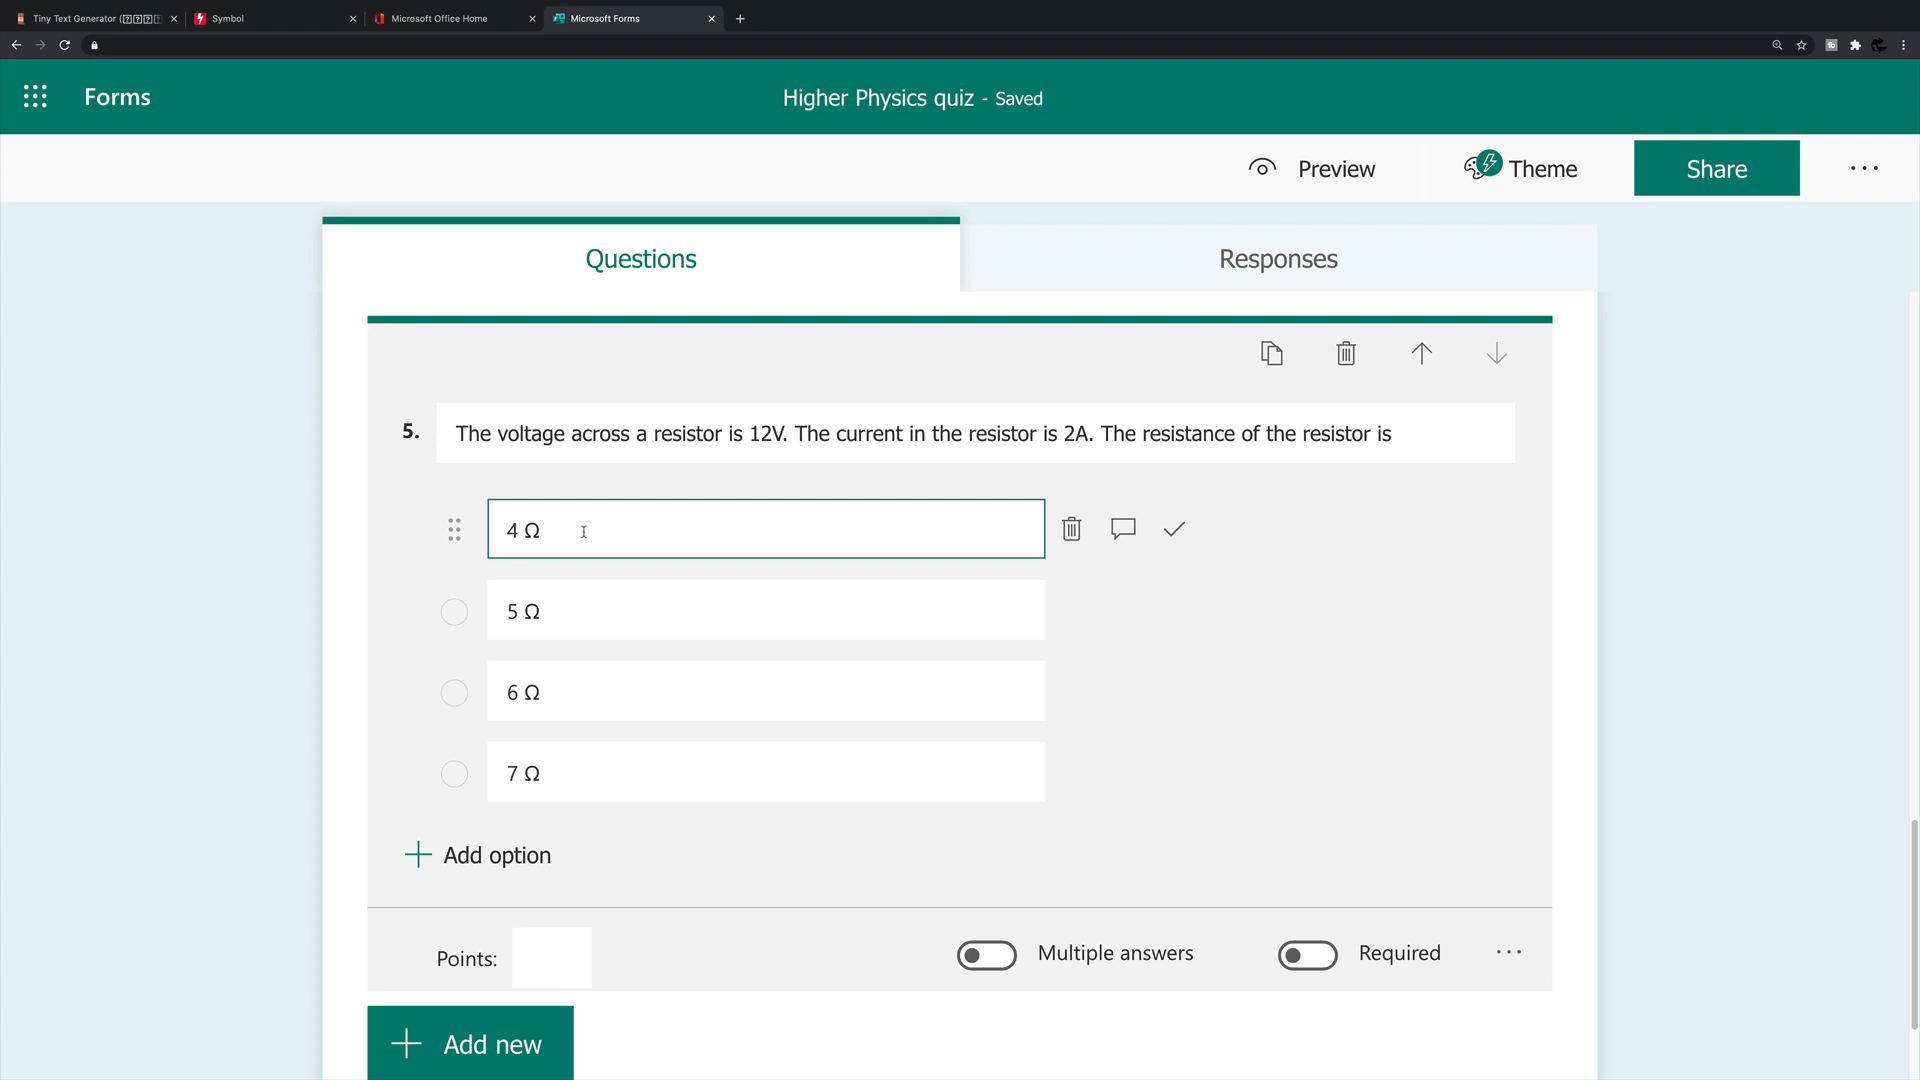 Tiny Text Generator (
Symbol
Microsoft Office Home
Microsoft Forms
Forms
Higher Physics quiz - Saved
Preview
Theme
Share
Questions
Responses
5. The voltage across a resistor is 12V. The current in the resistor is 2A. The resistance of the resistor is
4 Ω
5 Ω
6 Ω
7 Ω
Add option
Points:
Multiple answers
Required
Add new